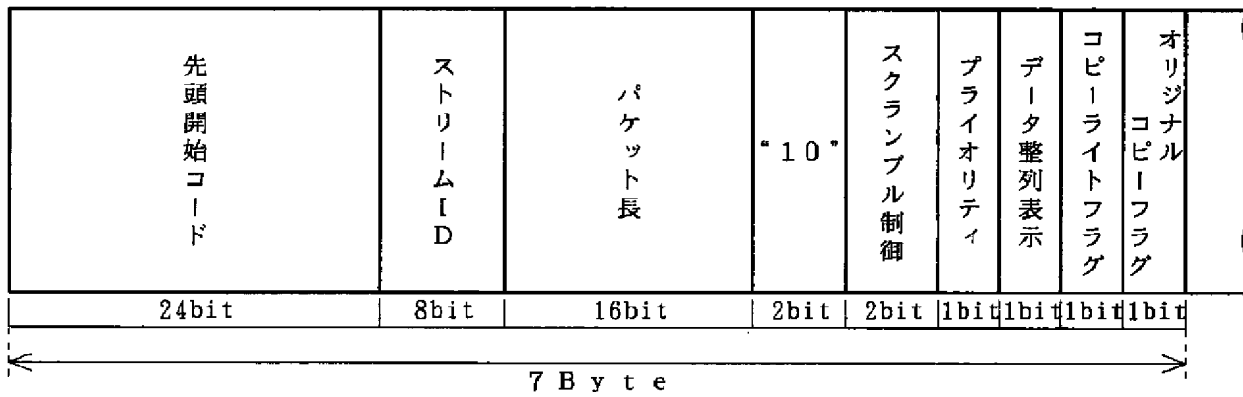 先頭開始コード
ストリームID
パケット長
“10”
スクランブル制御
プライオリティ
データ整列表示
コピーライトフラグ
オリジナル
コピーフラグ
24bit
8bit
16bit
2bit
2bit
1bit
1bit
1bit
1bit
7 Byte